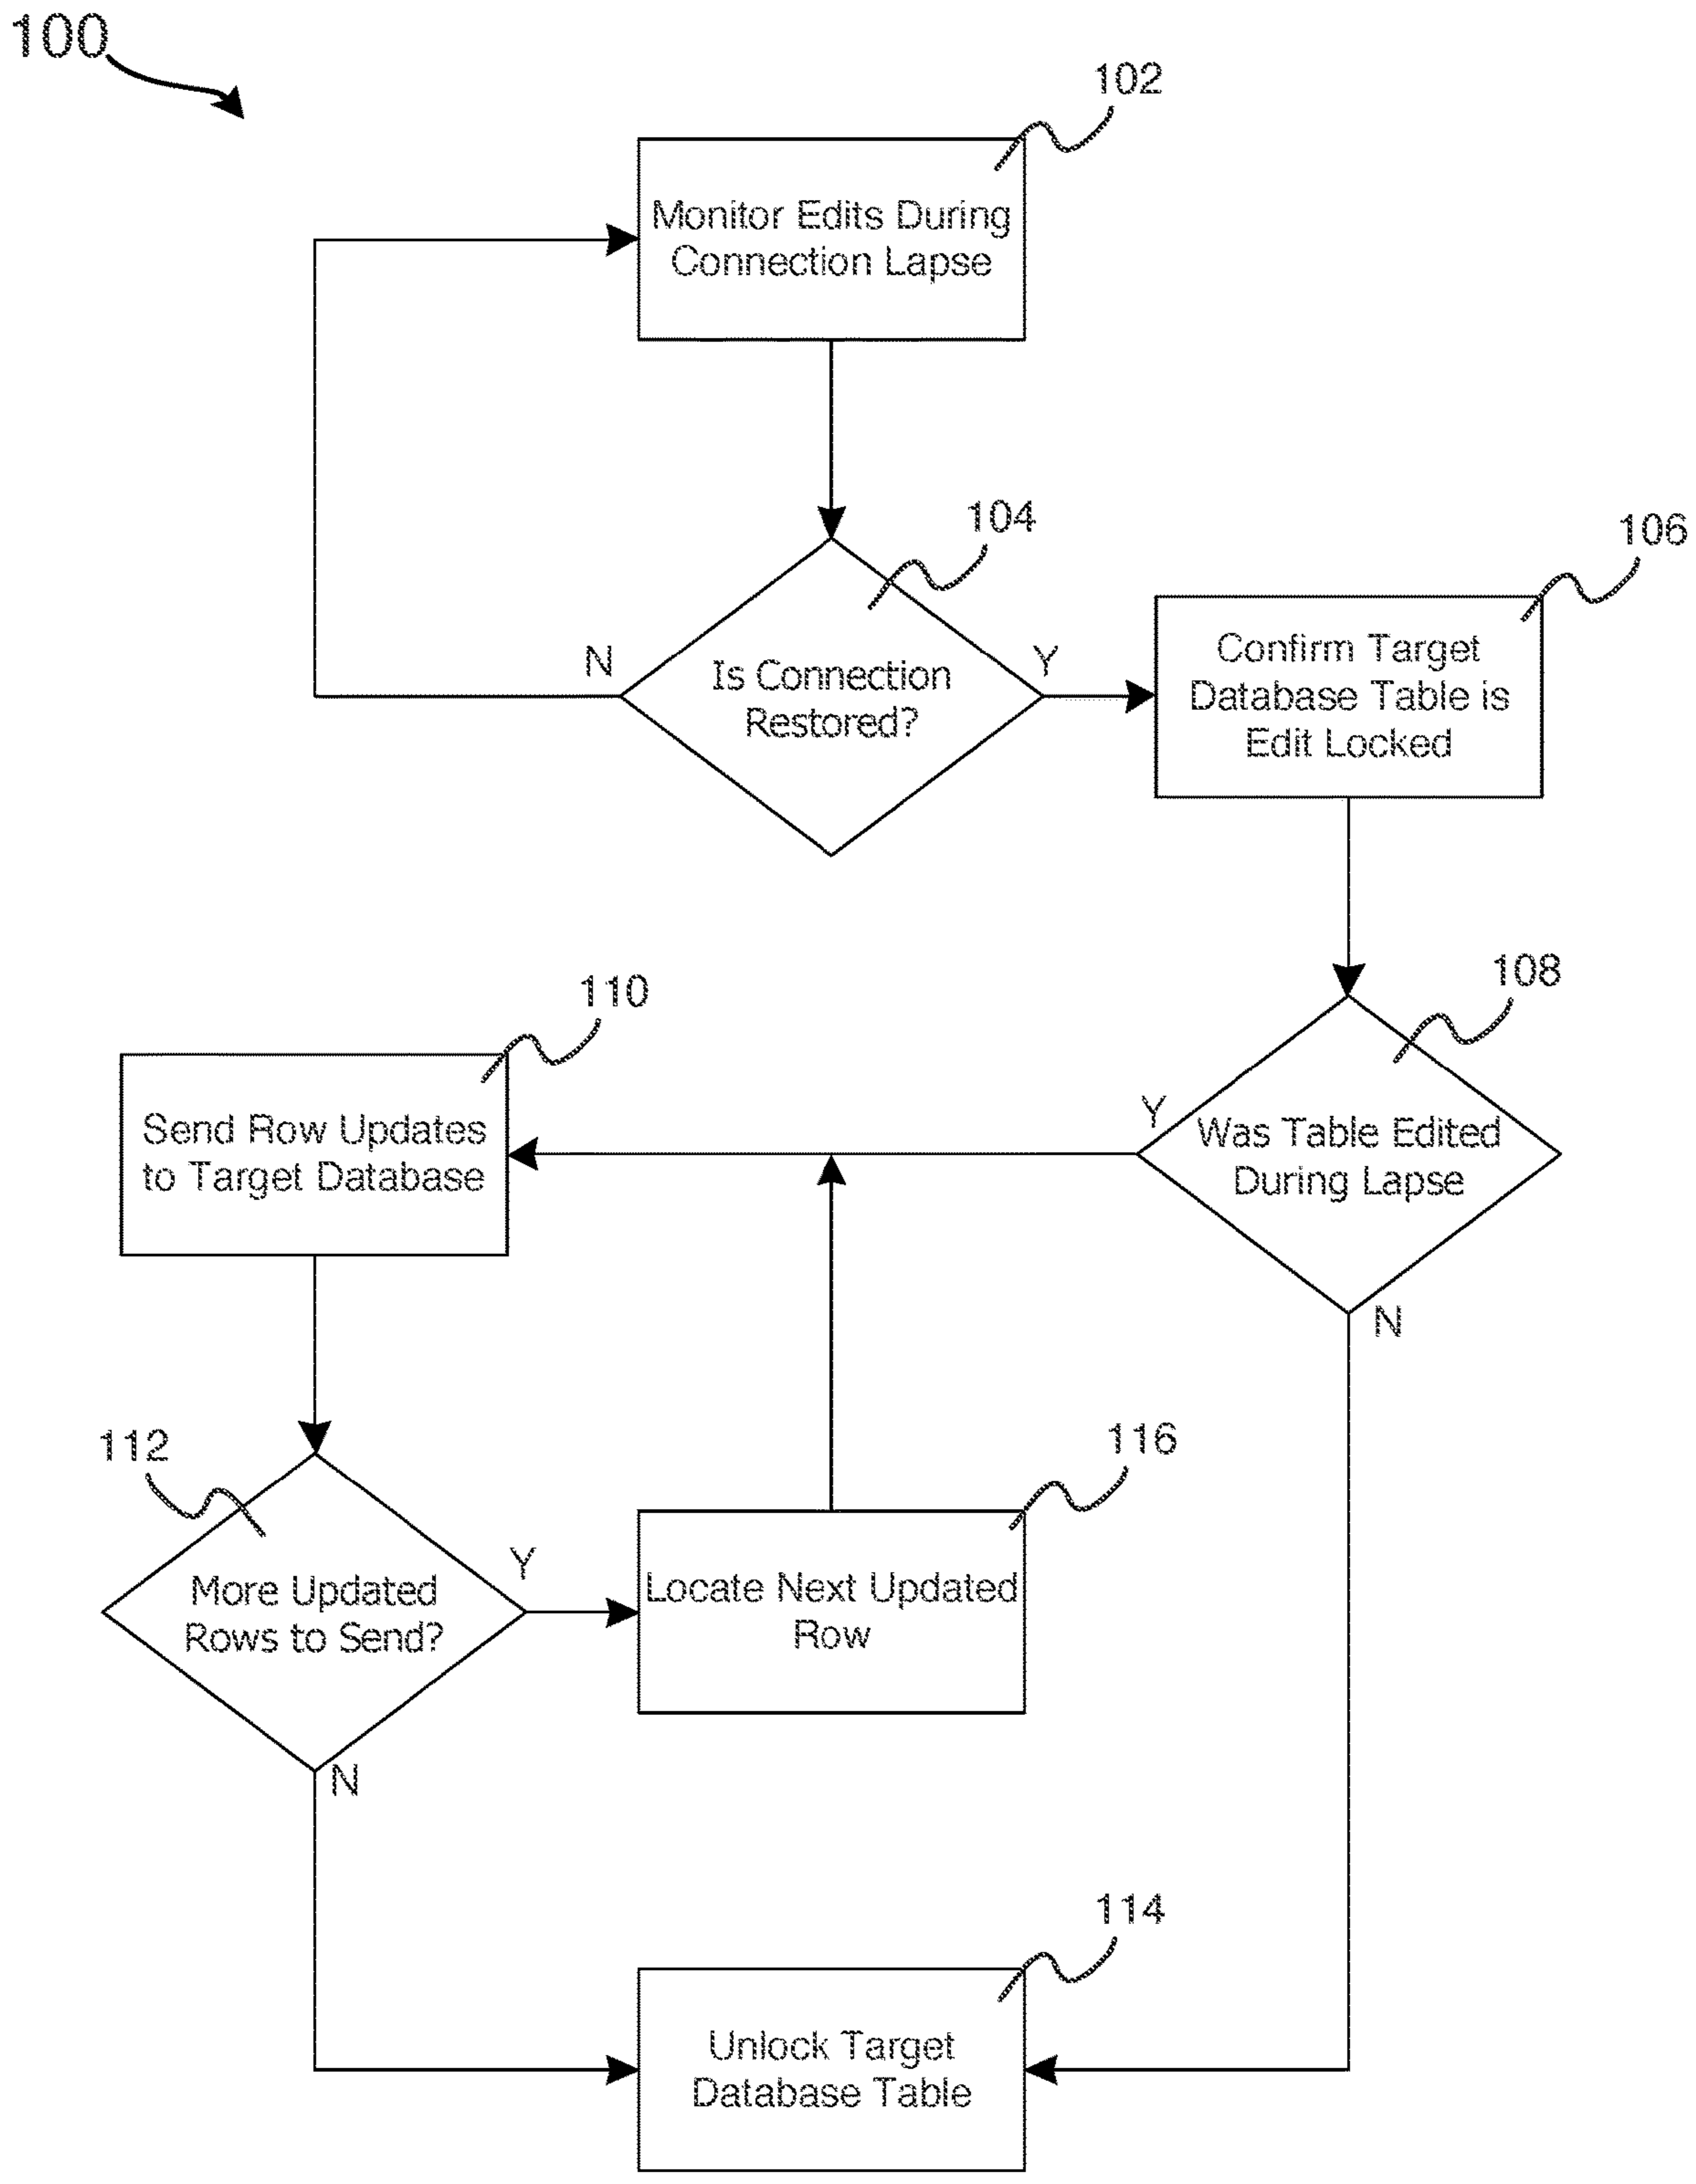 100
102
Monitor Edits During
Connection Lapse
104
106
N
Is Connection
Restored?
Y
Confirm Target
Database Table is
Edit Locked
108
110
Send Row Updates
to Target Database
Y
Was Table Edited
During Lapse
N
112
116
More Updated
Rows to Send?
Y
Locate Next Updated
Row
N
114
Unlock Target
Database Table